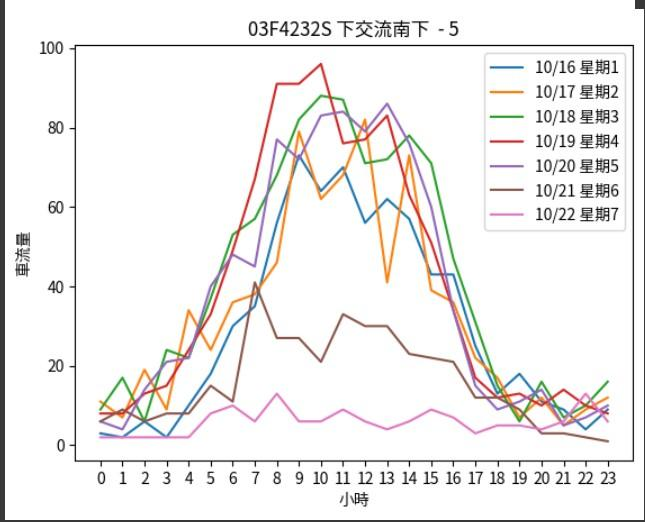 03F4232S 下交流南下 - 5
100
80
60
40
20
0
車流量
10/16 星期1
10/17 星期2
10/18 星期3
10/19 星期4
10/20 星期5
10/21 星期6
10/22 星期7
0 1 2 3 4 5 6 7 8 9 10 11 12 13 14 15 16 17 18 19 20 21 22 23
小時